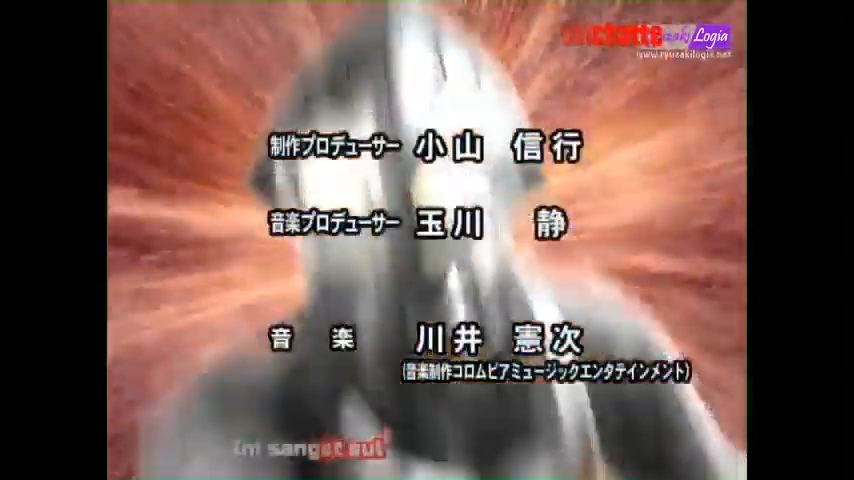 Logia
www.ryuzakilogia.net
制作プロデューサー 小山 信行
音楽プロデューサー 玉川 静
音 楽 川井 憲次
(音楽制作コロムビアミュージックエンタテインメント)